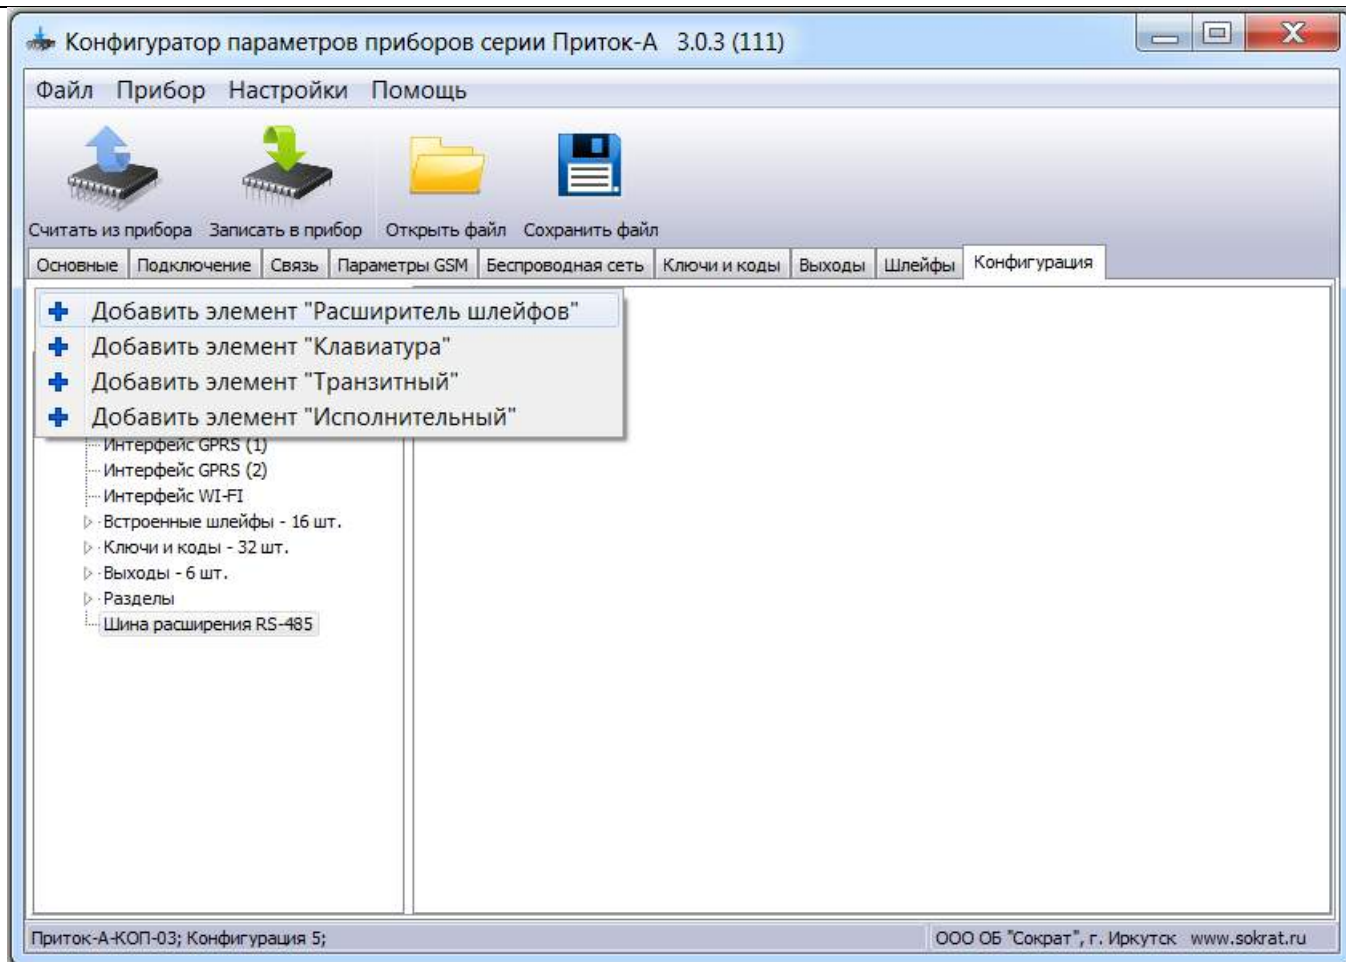 Конфигуратор параметров приборов серии Приток-А 3.0.3 (111)
Файл Прибор Настройки Помощь
Считать из прибора Записать в прибор Открыть файл Сохранить файл
Основные Подключение Связь Параметры GSM Беспроводная сеть Ключи и коды Выходы Шлейфы Конфигурация
Добавить элемент "Расширитель шлейфов"
Добавить элемент "Клавиатура"
Добавить элемент "Транзитный"
Добавить элемент "Исполнительный"
Интерфейс GPRS (1)
Интерфейс GPRS (2)
Интерфейс WI-FI
Встроенные шлейфы - 16 шт.
Ключи и коды - 32 шт.
Выходы - 6 шт.
Разделы
Шина расширения RS-485
Приток-А-КОП-03; Конфигурация 5; ООО ОБ "Сократ", г. Иркутск www.sokrat.ru